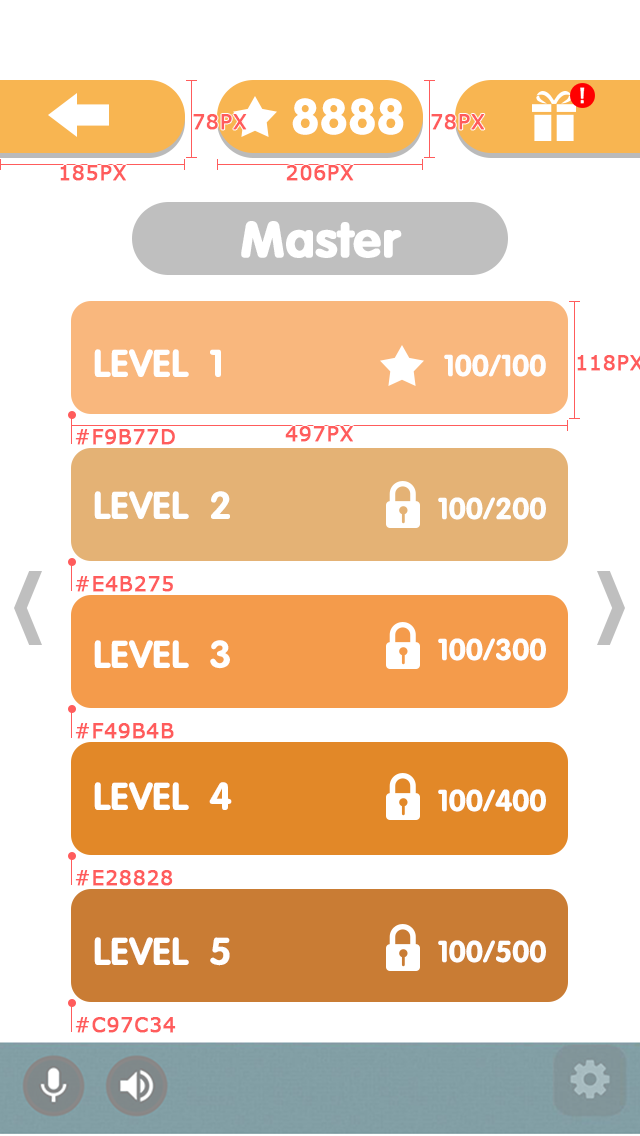 78PX 8888 78PX !
185PX 206PX
Master
LEVEL 1 100/100 118PX
#F9B77D 497PX
LEVEL 2 100/200
#E4B275
LEVEL 3 100/300
#F49B4B
LEVEL 4 100/400
#E28828
LEVEL 5 100/500
#C97C34